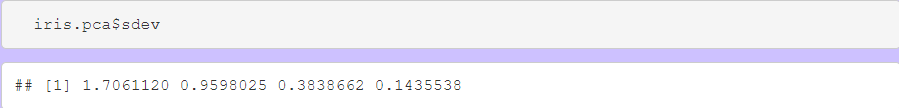 iris.pca$sdev
## [1] 1.7061120 0.9598025 0.3838662 0.1435538